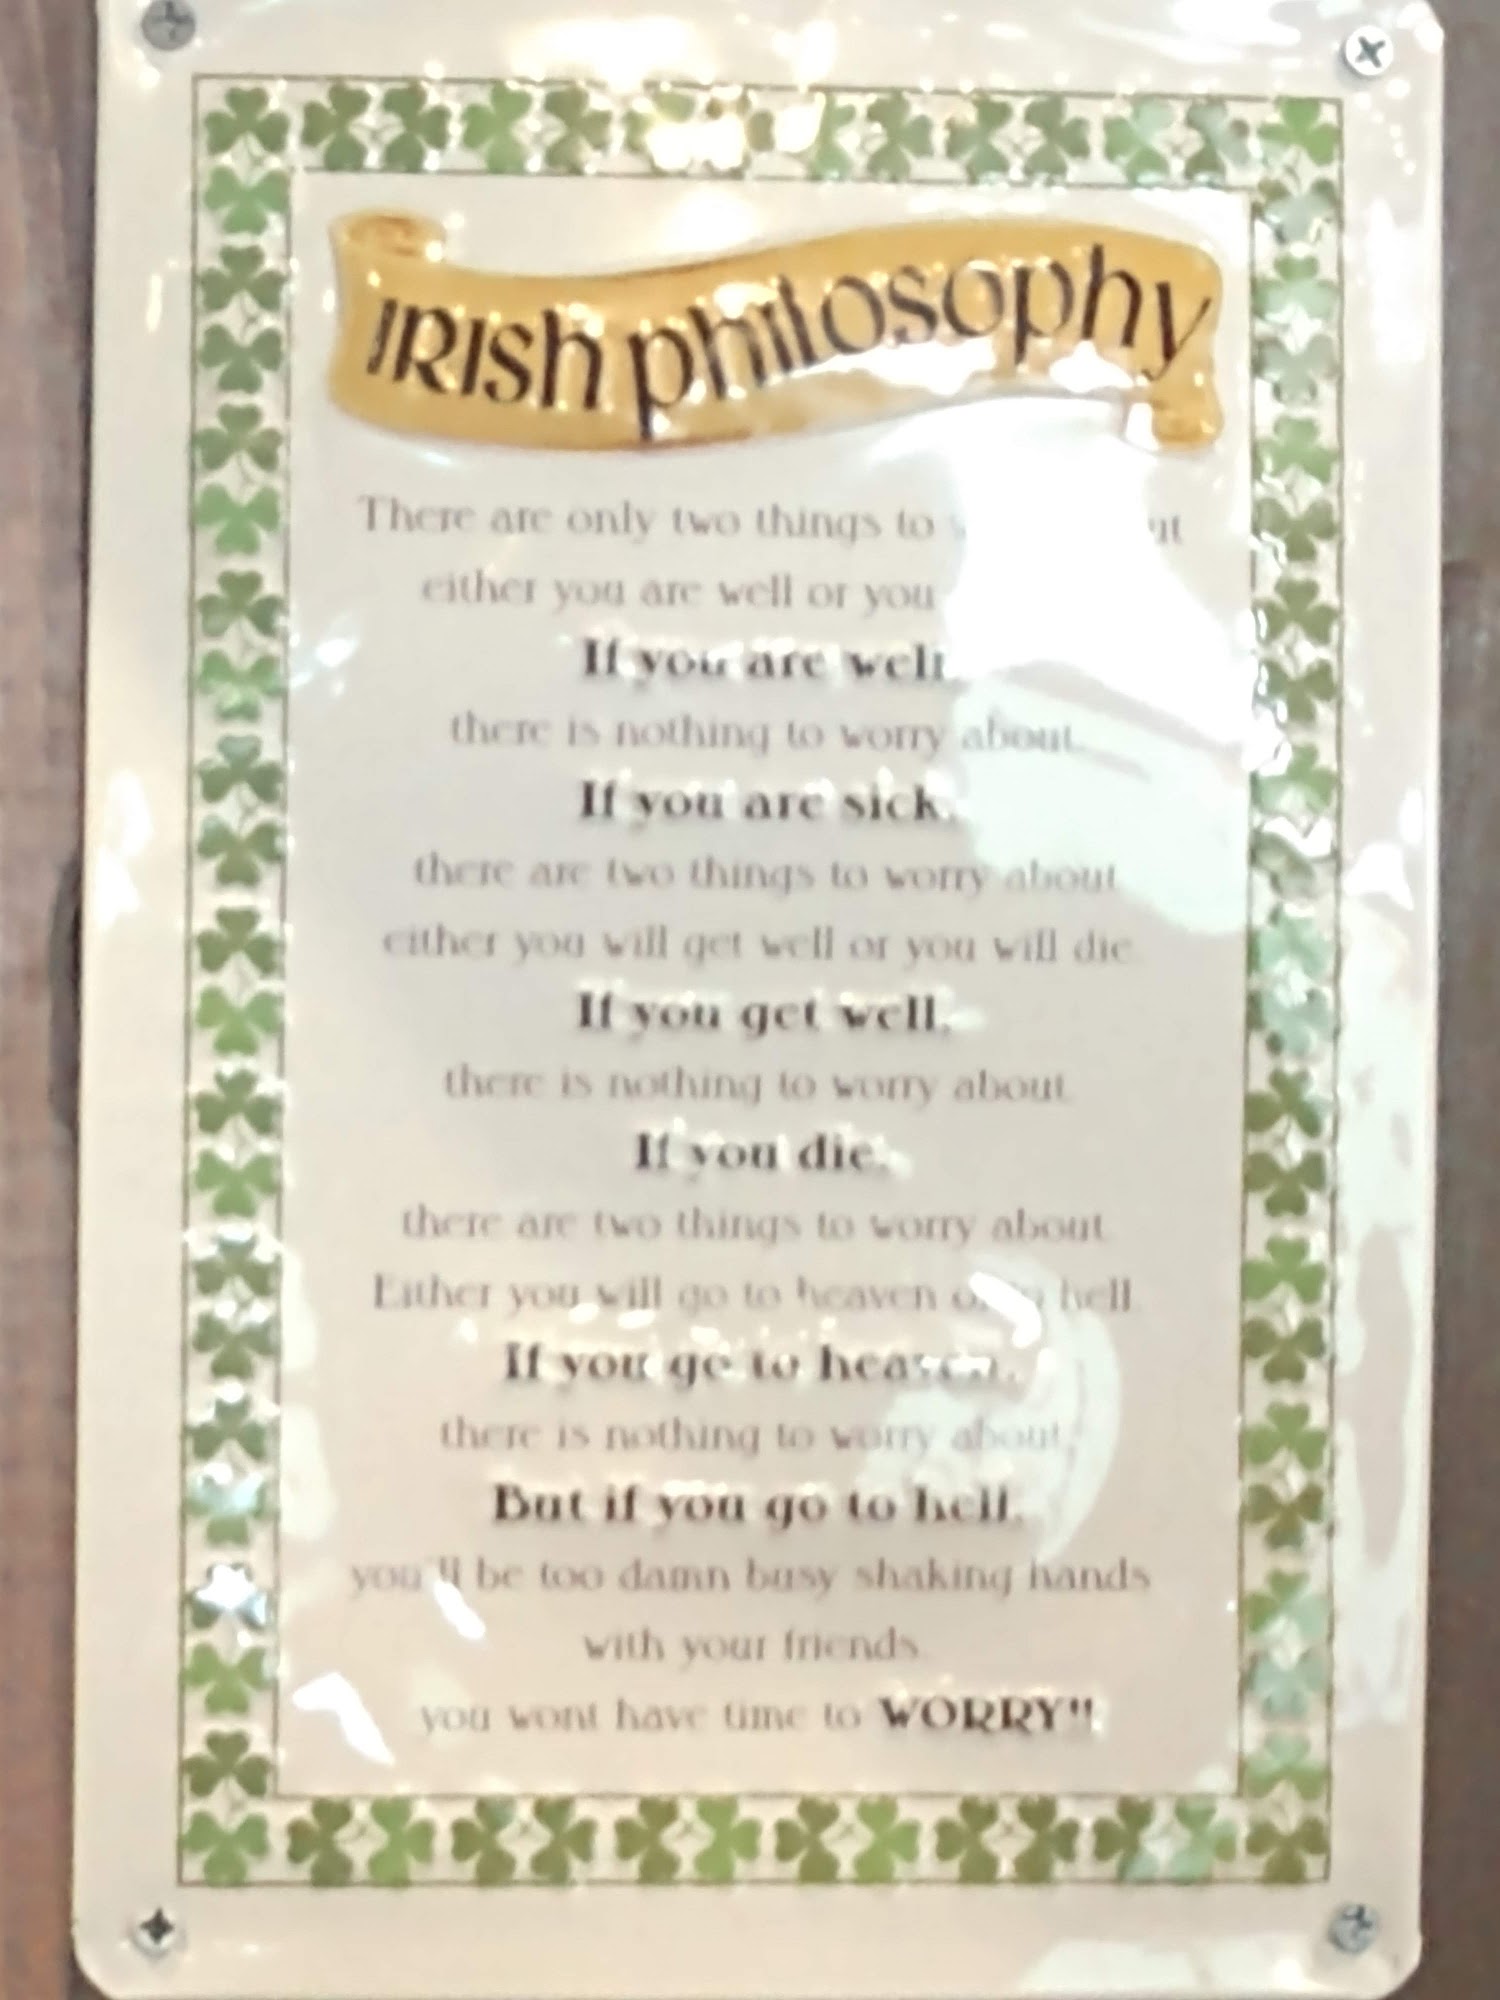 IRISH philosophy
There are only two things to
either you are well or you
If you are well,
there is nothing to worry about.
If you are sick,
there are two things to worry about
either you will get well or you will die.
If you get well,
there is nothing to worry about.
If you die,
there are two things to worry about
Either you will go to heaven hell.
If you go to heaven,
there is nothing to worry about,
But if you go to hell,
you'll be too damn busy shaking hands
with your friends.
you wont have time to WORRY!!